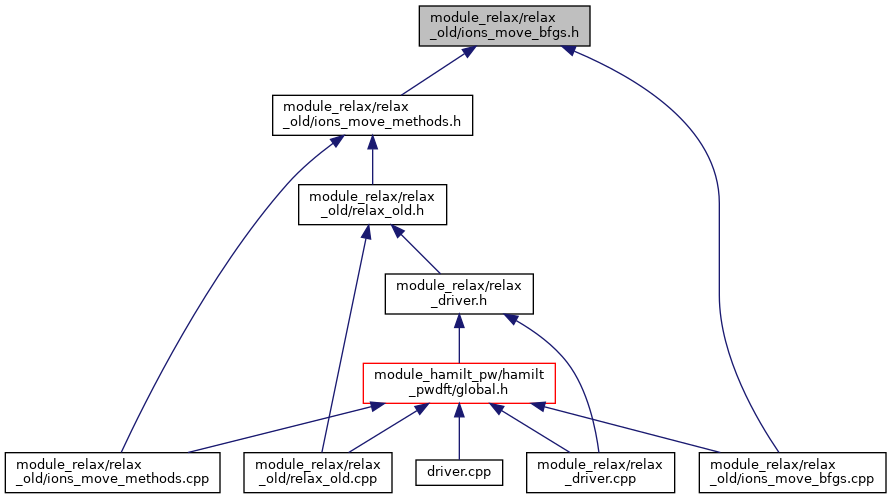 module_relax/relax
_old/ions_move_bfgs.h
module_relax/relax
_old/ions_move_methods.h
module_relax/relax
_old/relax_old.h
module_relax/relax
_driver.h
module_hamilt_pw/hamilt
_pwdft/global.h
module_relax/relax
_old/ions_move_methods.cpp
module_relax/relax
_old/relax_old.cpp
driver.cpp
module_relax/relax
_driver.cpp
module_relax/relax
_old/ions_move_bfgs.cpp